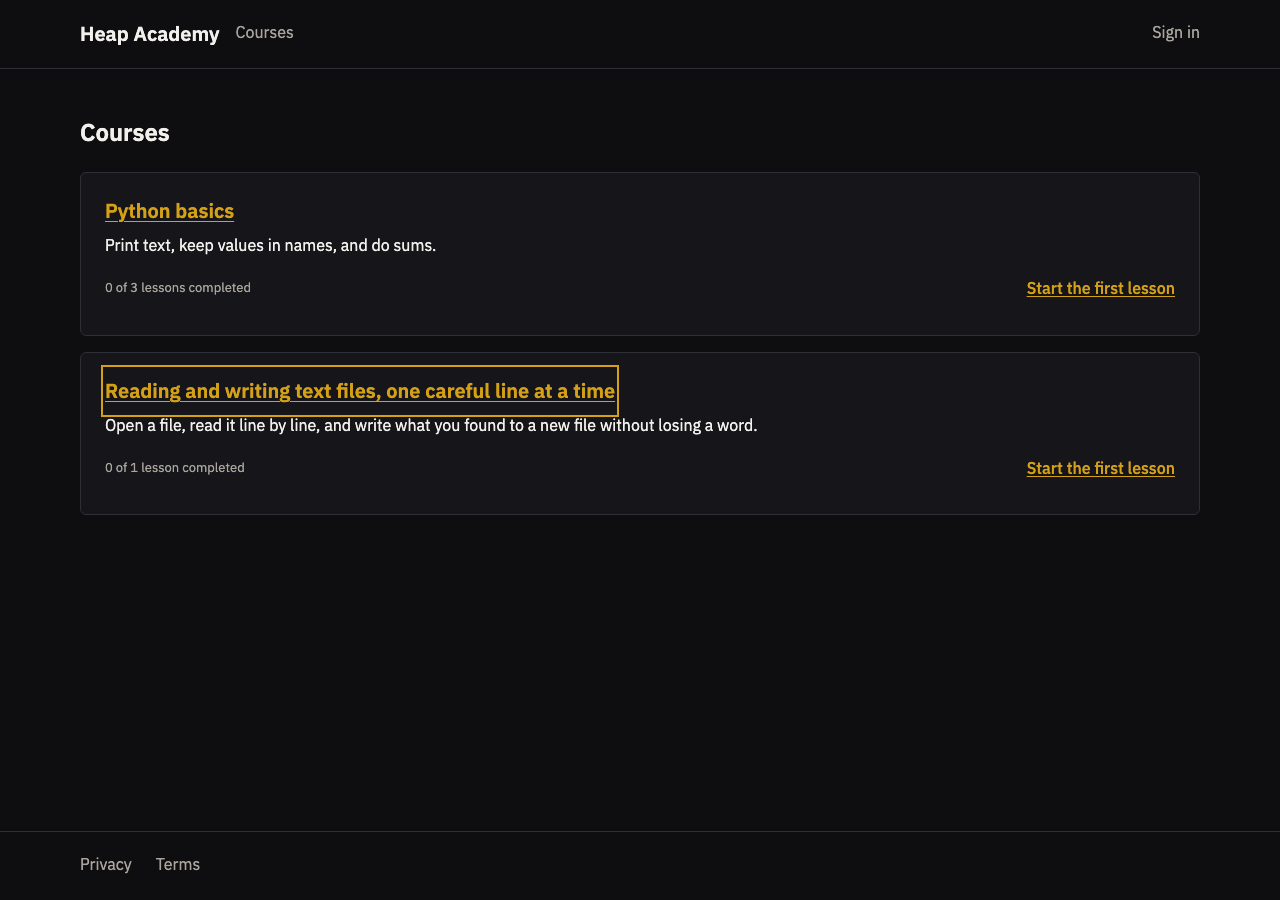 Heap Academy Courses Sign in
Courses
Python basics
Print text, keep values in names, and do sums.
0 of 3 lessons completed Start the first lesson
Reading and writing text files, one careful line at a time
Open a file, read it line by line, and write what you found to a new file without losing a word.
0 of 1 lesson completed Start the first lesson
Privacy Terms